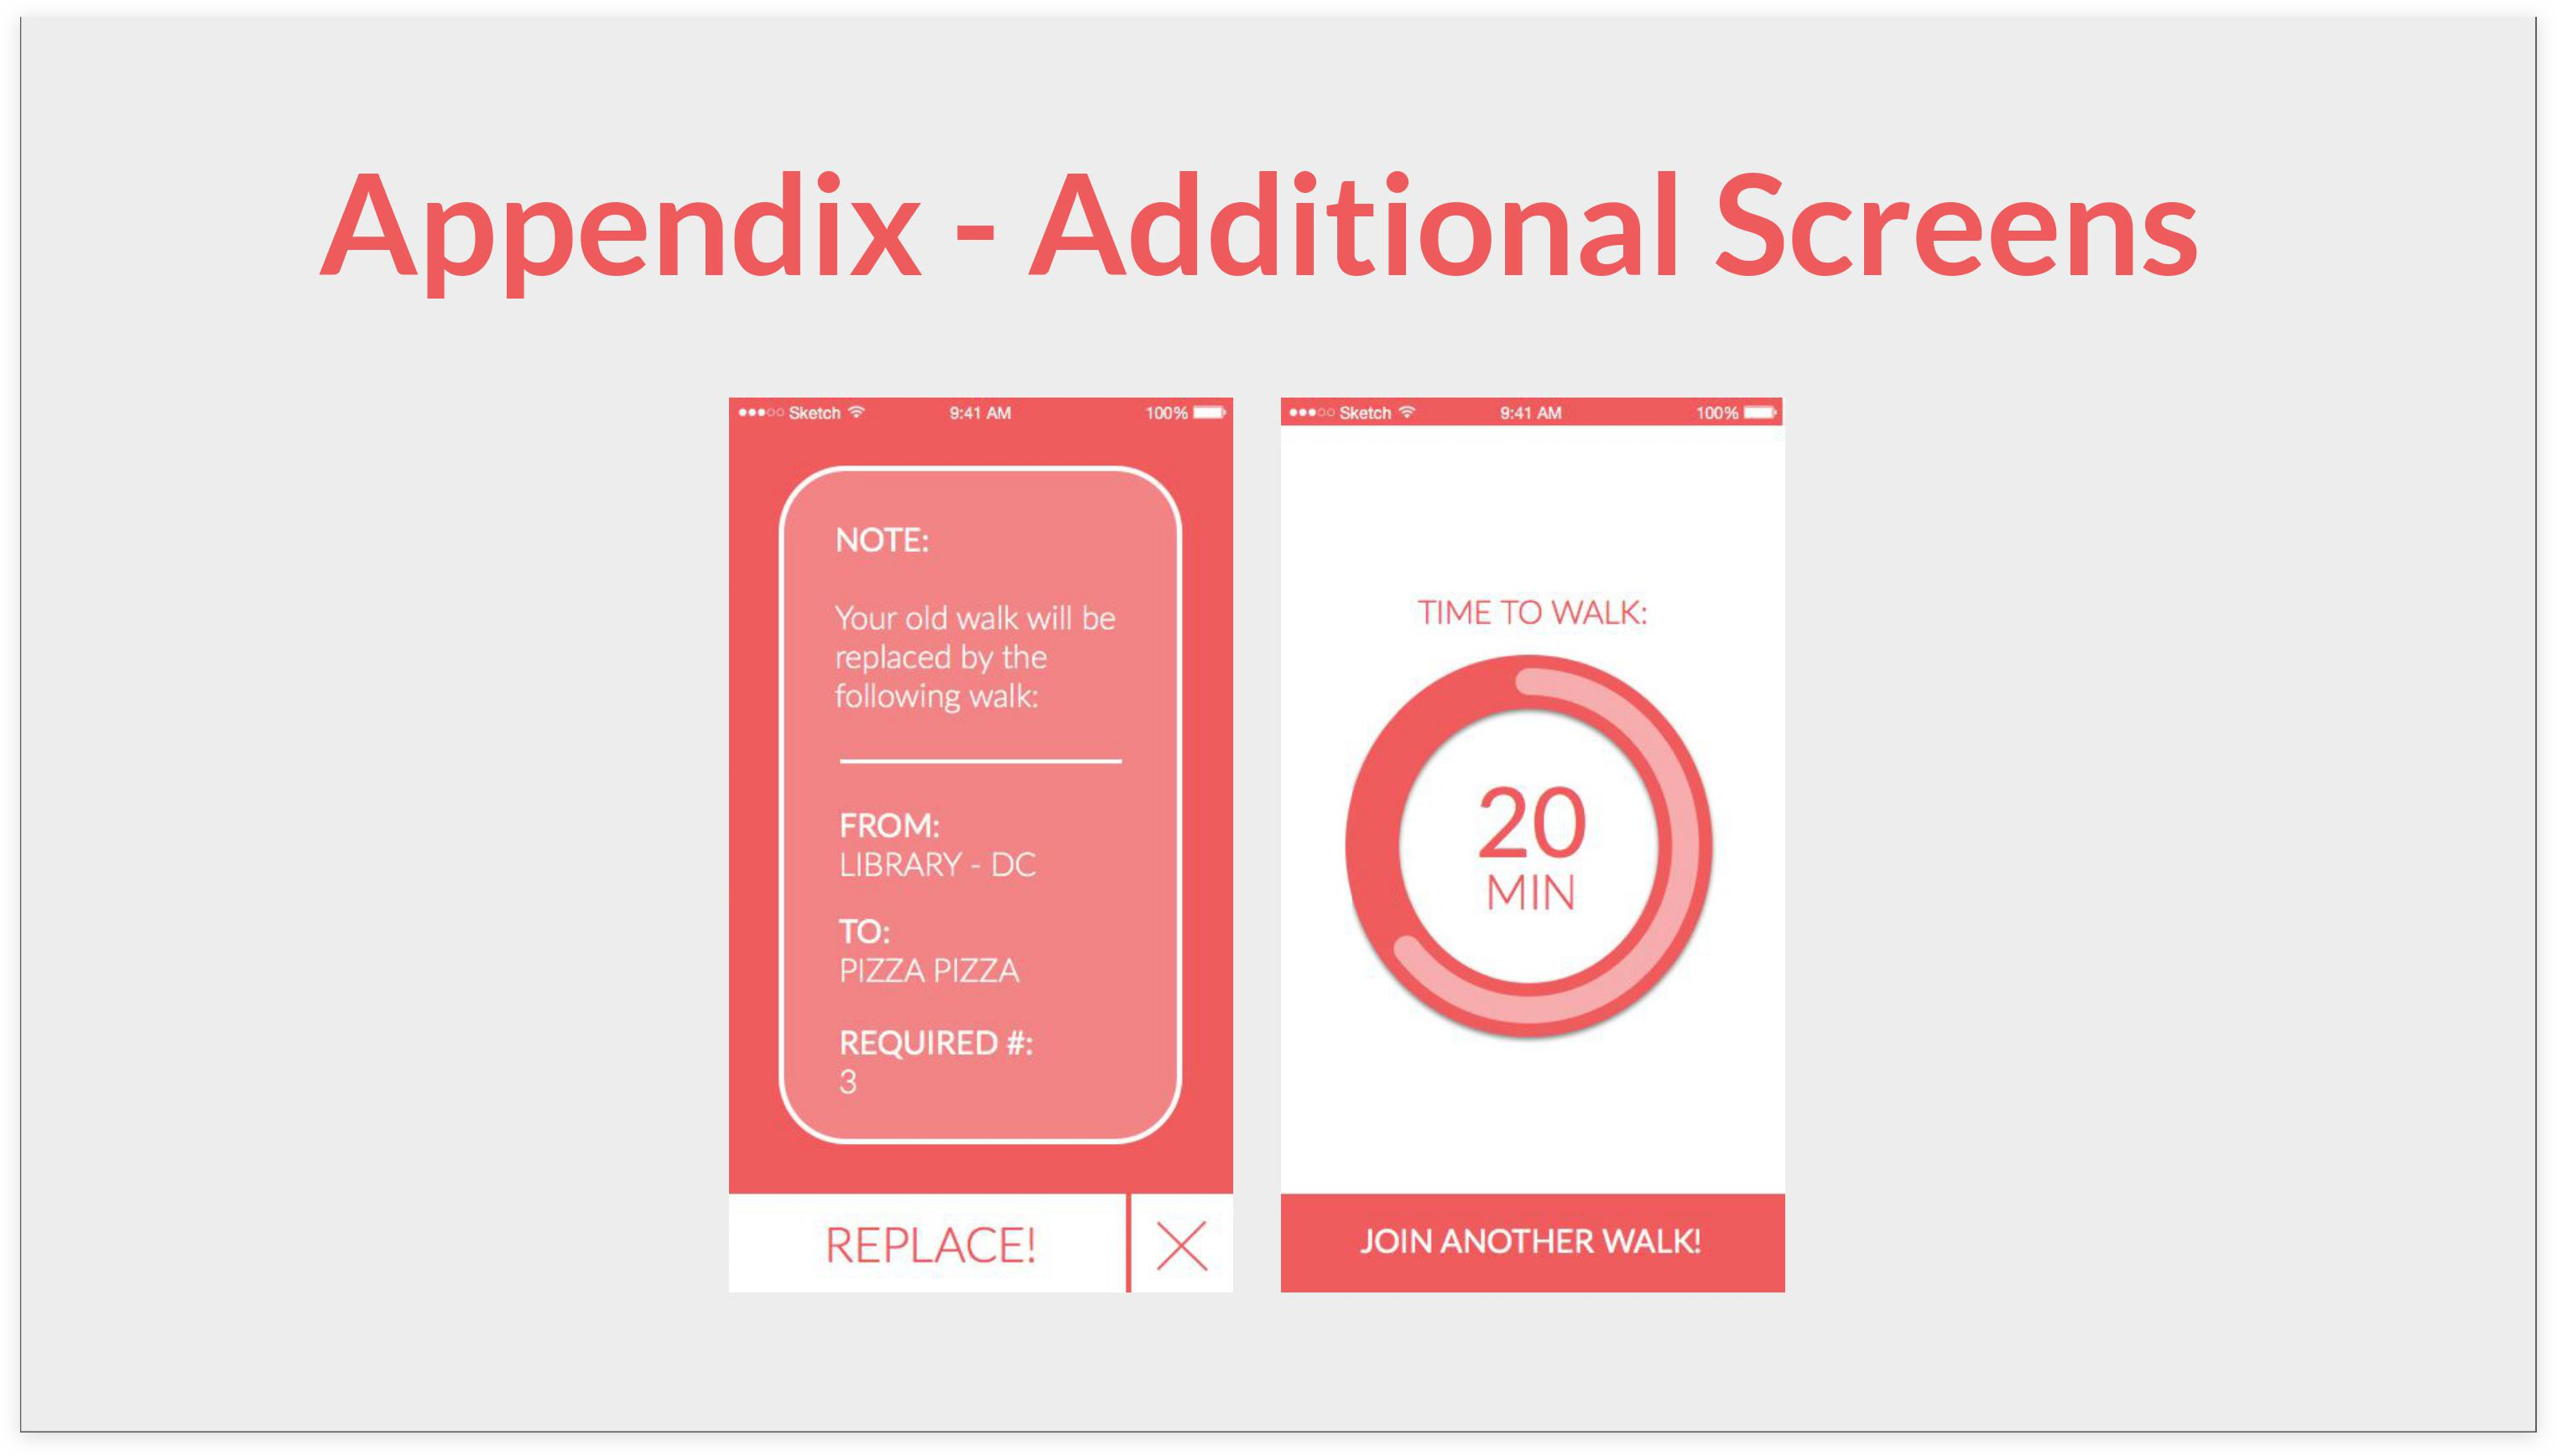 Appendix - Additional Screens
Sketch 9:41 AM 100%
NOTE:
Your old walk will be
replaced by the
following walk:
FROM:
LIBRARY - DC
TO:
PIZZA PIZZA
REQUIRED #:
3
REPLACE!
Sketch 9:41 AM 100%
TIME TO WALK:
20
MIN
JOIN ANOTHER WALK!